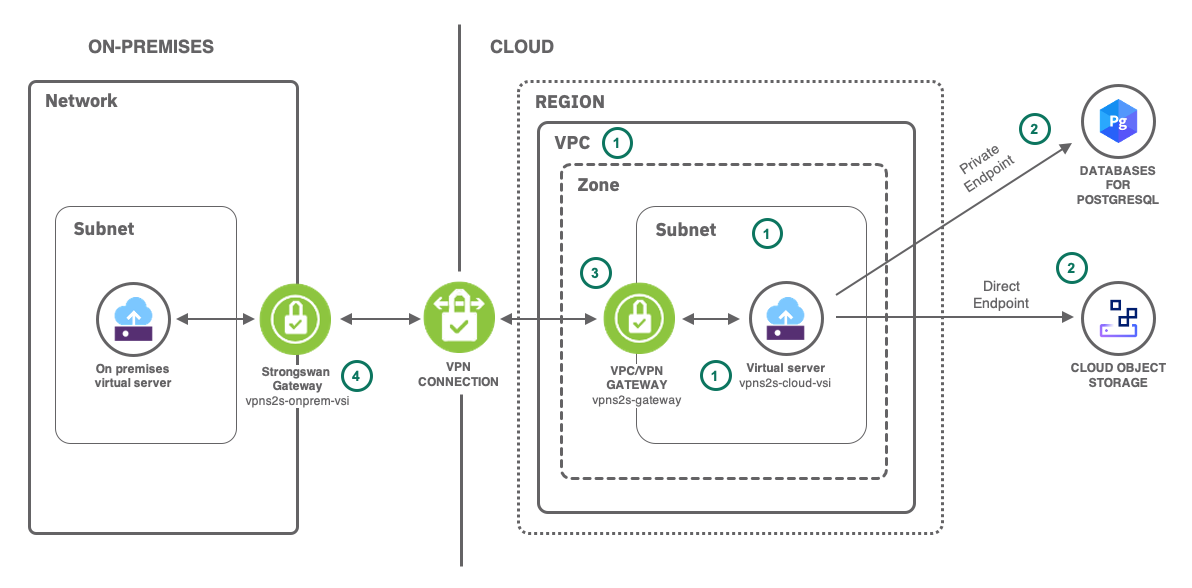 ON-PREMISES
CLOUD
Network
REGION
VPC
1
Zone
Subnet
Subnet
1
3
2
Private
Endpoint
Pg
DATABASES
FOR
POSTGRESQL
2
Direct
Endpoint
On premises
virtual server
Strongswan
Gateway
vpns2s-onprem-vsi
4
VPN
CONNECTION
VPC/VPN
GATEWAY
vpns2s-gateway
1
Virtual server
vpns2s-cloud-vsi
CLOUD OBJECT
STORAGE